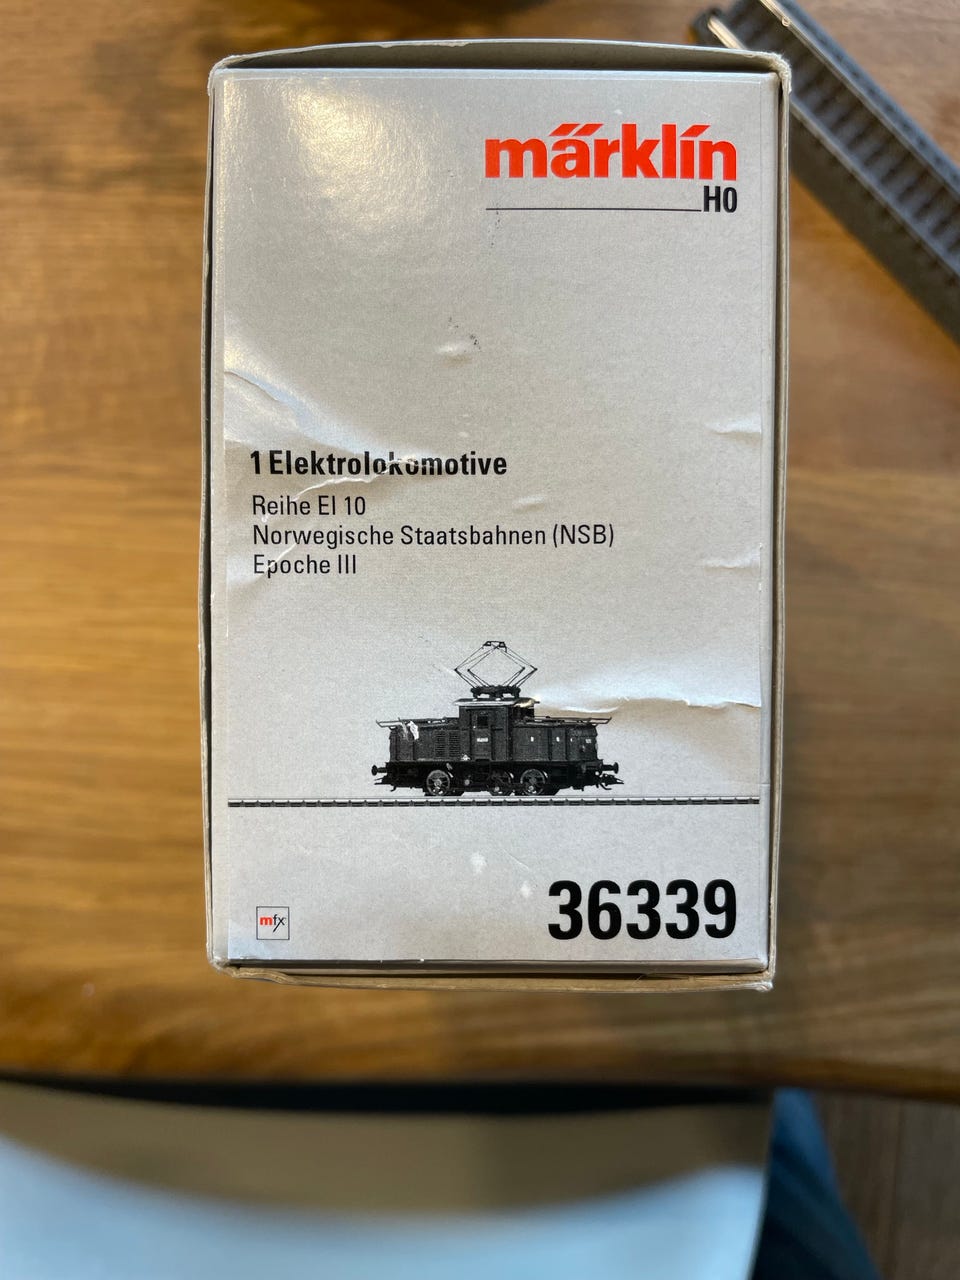 märklin
H0
1 Elektrolokomotive
Reihe El 10
Norwegische Staatsbahnen (NSB)
Epoche III
mfx
36339